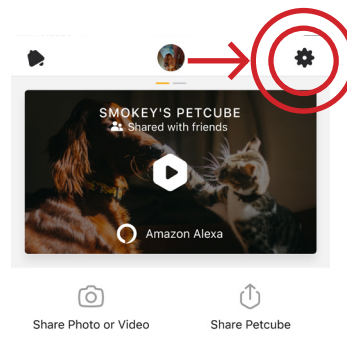 SMOKEY'S PETCUBE
Shared with friends
Amazon Alexa
Share Photo or Video
Share Petcube